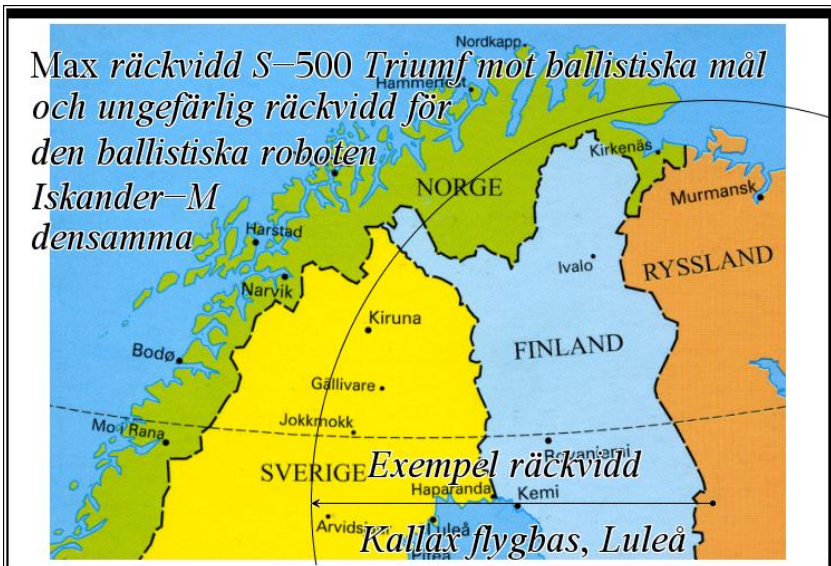 Nordkapp
Max räckvidd S–500 Triumf mot ballistiska mål
Hammerfest
och ungefärlig räckvidd för
den ballistiska roboten
Kirkenäs
Iskander–M
NORGE
Murmansk
densamma
Harstad
Ivalo
RYSSLAND
Narvik
Kiruna
FINLAND
Bodø
Gällivare
Jokkmokk
Mo i Rana
Rovaniemi
SVERIGE
Exempel räckvidd
Haparanda
Kemi
Arvidsjaur
Luleå
Kallax flygbas, Luleå
Piteå